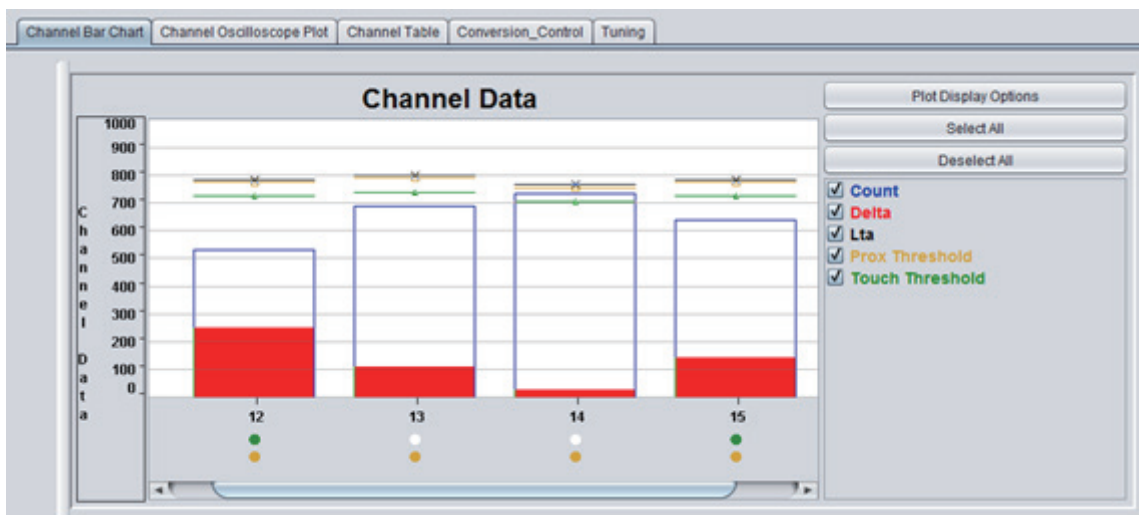 Channel Bar Chart Channel Oscilloscope Plot Channel Table Conversion_Control Tuning
Channel Data
Plot Display Options
Select All
Deselect All
Count
Delta
Lta
Prox Threshold
Touch Threshold
Channel Data
1000
900
800
700
600
500
400
300
200
100
0
12 13 14 15